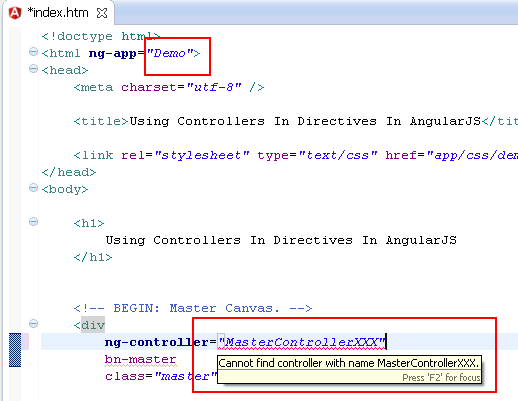 *index.htm
<!doctype html>
<html ng-app="Demo">
<head>
<meta charset="utf-8" />
<title>Using Controllers In Directives In AngularJS</tit
<link rel="stylesheet" type="text/css" href="app/css/dem
</head>
<body>
<h1>
Using Controllers In Directives In AngularJS
</h1>
<!-- BEGIN: Master Canvas. -->
<div
ng-controller="MasterControllerXXX"
bn-master
Cannot find controller with name MasterControllerXXX.
class="master"
Press 'F2' for focus